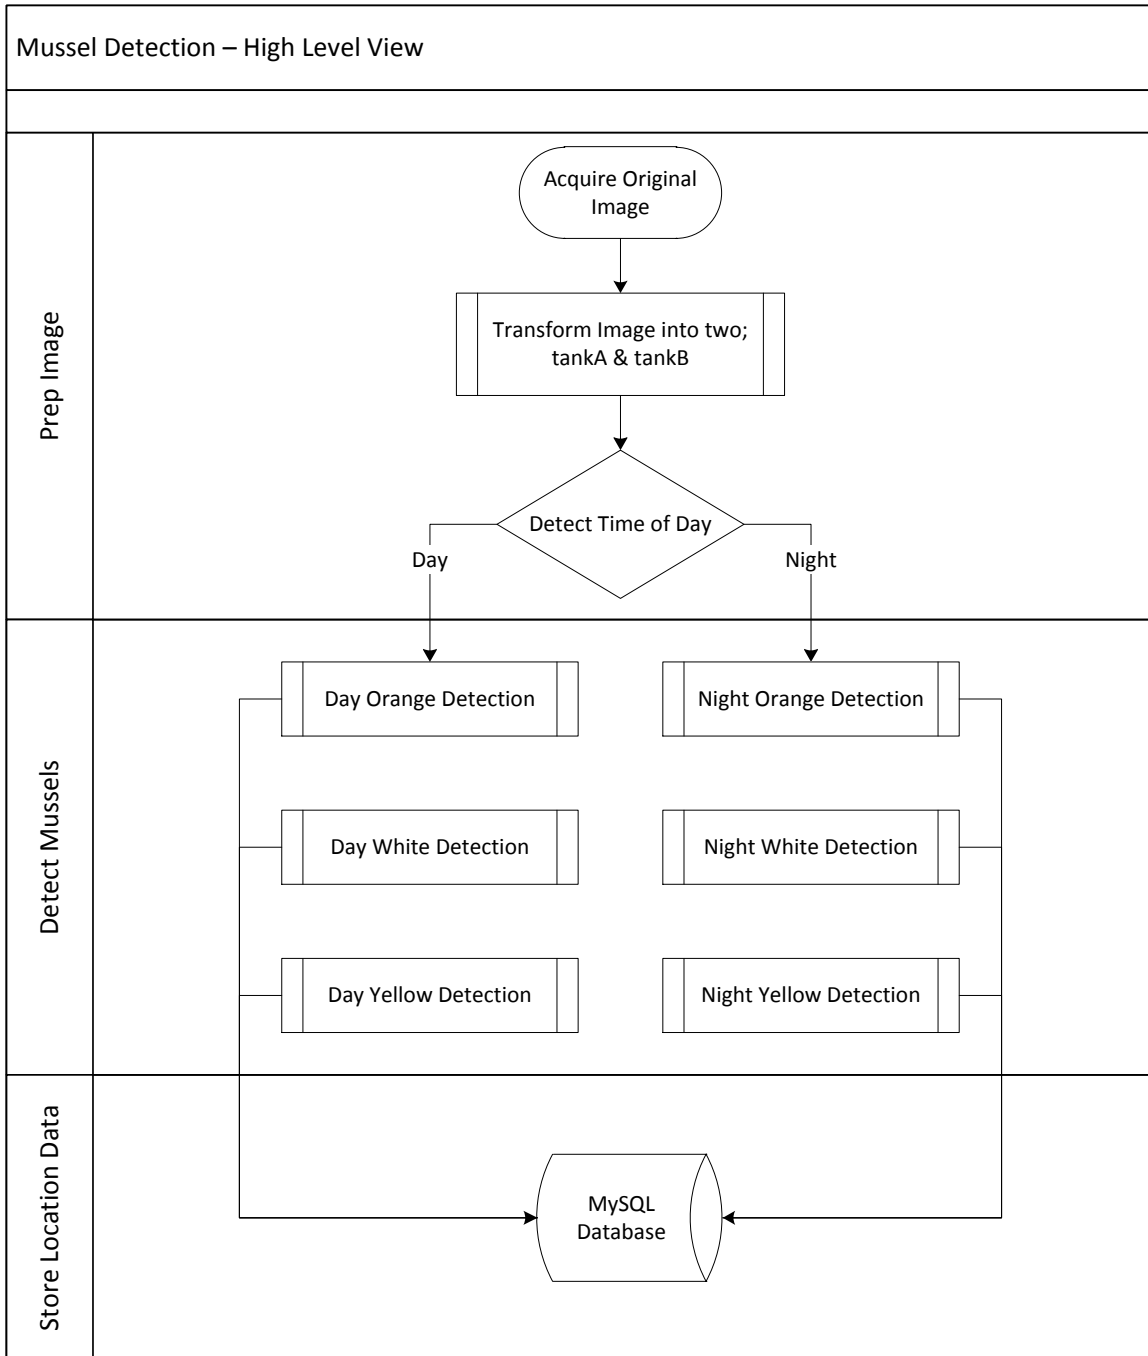 Mussel Detection – High Level View
Prep Image
Acquire Original
Image
Transform Image into two;
tankA & tankB
Detect Time of Day
Day
Night
Detect Mussels
Day Orange Detection
Night Orange Detection
Day White Detection
Night White Detection
Day Yellow Detection
Night Yellow Detection
Store Location Data
MySQL
Database